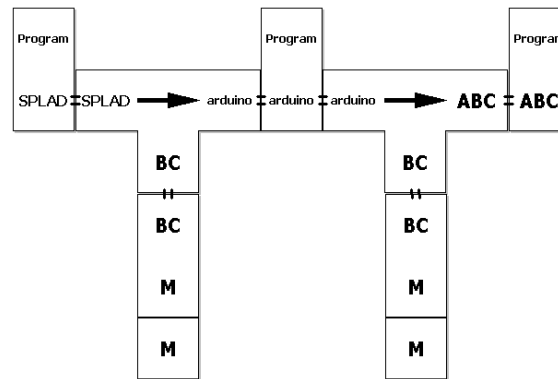 Program Program Program
SPLAD SPLAD arduino arduino arduino ABC ABC
BC BC
BC BC
M M
M M